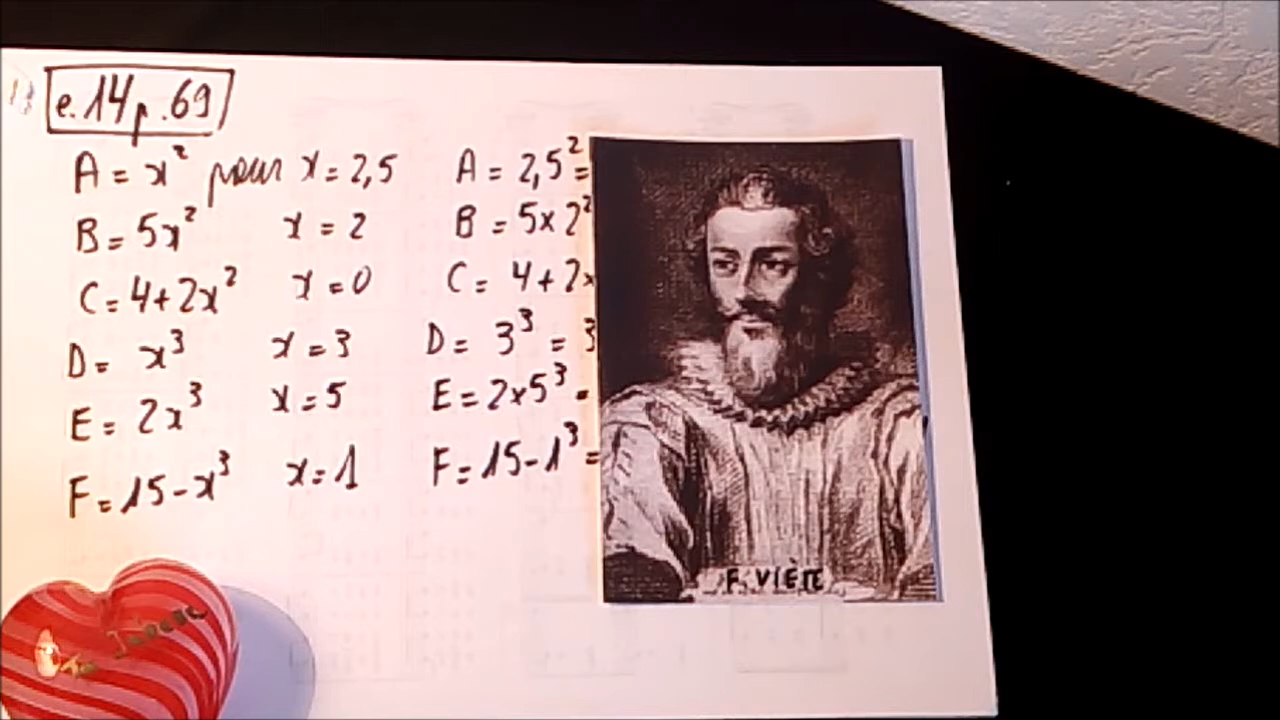 e.14 p.69
A = x² pour x = 2,5 A = 2,5² =
B = 5x² x = 2 B = 5 × 2²
C = 4 + 2x² x = 0 C = 4 + 2×
D = x³ x = 3 D = 3³ = 3
E = 2x³ x = 5 E = 2 × 5³ =
F = 15 - x³ x = 1 F = 15 - 1³ =
F. VIÈTE